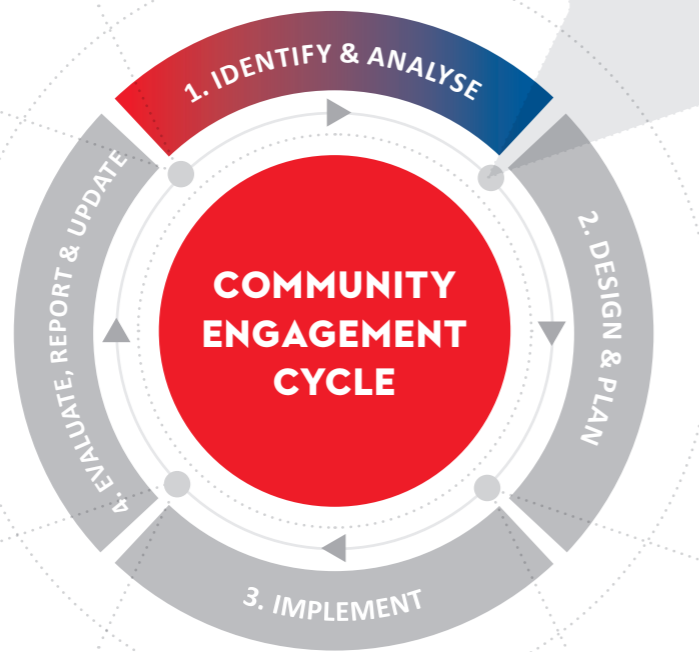 1. IDENTIFY & ANALYSE
2. DESIGN & PLAN
3. IMPLEMENT
4. EVALUATE, REPORT & UPDATE
COMMUNITY
ENGAGEMENT
CYCLE